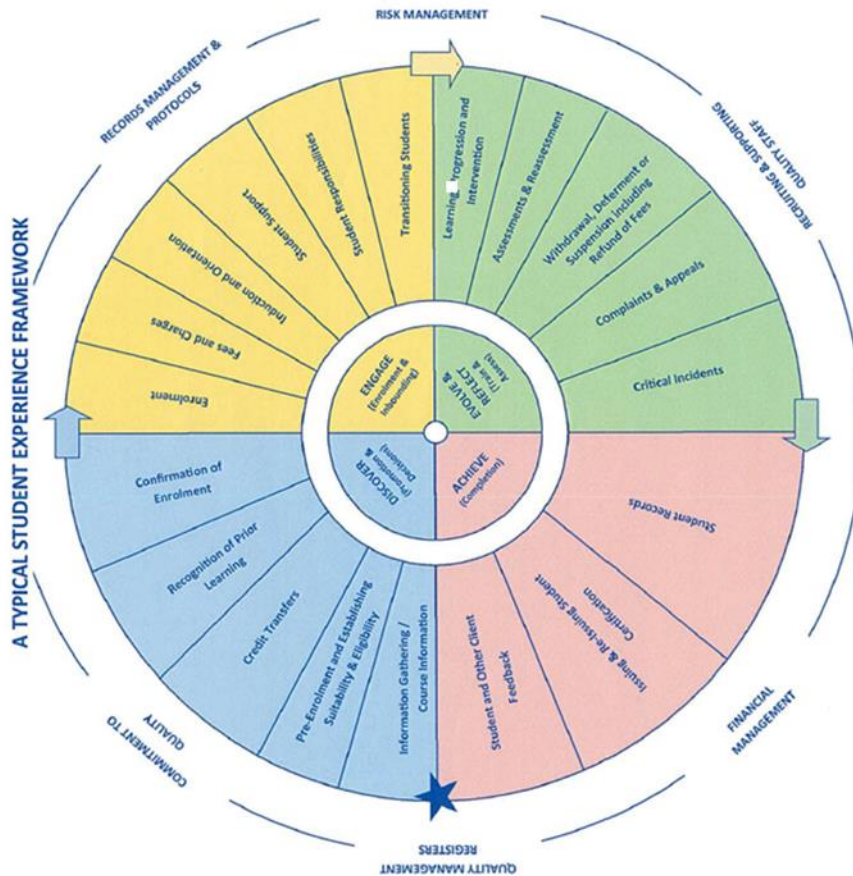 A TYPICAL STUDENT EXPERIENCE FRAMEWORK
RISK MANAGEMENT
RECRUITING & SUPPORTING
QUALITY STAFF
FINANCIAL
MANAGEMENT
QUALITY MANAGEMENT
REGISTERS
COMMITMENT TO
QUALITY
RECORDS MANAGEMENT &
PROTOCOLS
DISCOVER
(Promotion &
Decisions)
Information Gathering /
Course Information
Pre-Enrolment and Establishing
Suitability & Eligibility
Credit Transfers
Recognition of Prior
Learning
Confirmation of
Enrolment
ENGAGE
(Enrolment &
Inbounding)
Enrolment
Fees and Charges
Induction and Orientation
Student Support
Student Responsibilities
Transitioning Students
EVOLVE &
REFLECT
(Train &
Assess)
Learning Progression and
Intervention
Assessments & Reassessment
Withdrawal, Deferment or
Suspension including
Refund of Fees
Complaints & Appeals
Critical Incidents
ACHIEVE
(Completion)
Student Records
Issuing & Re-Issuing Student
Certification
Student and Other Client
Feedback